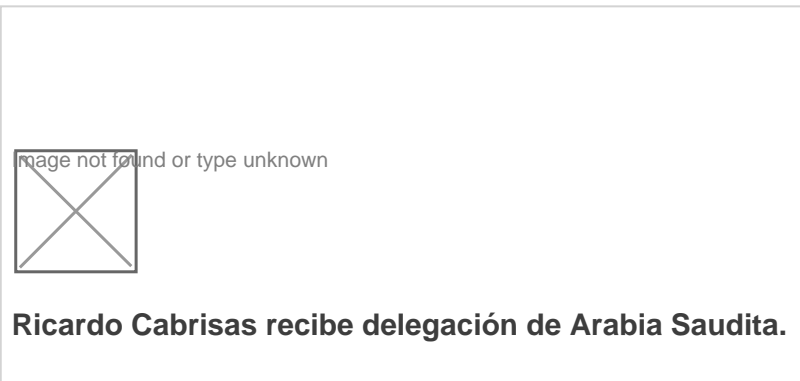 Image not found or type unknown
Ricardo Cabrisas recibe delegación de Arabia Saudita.